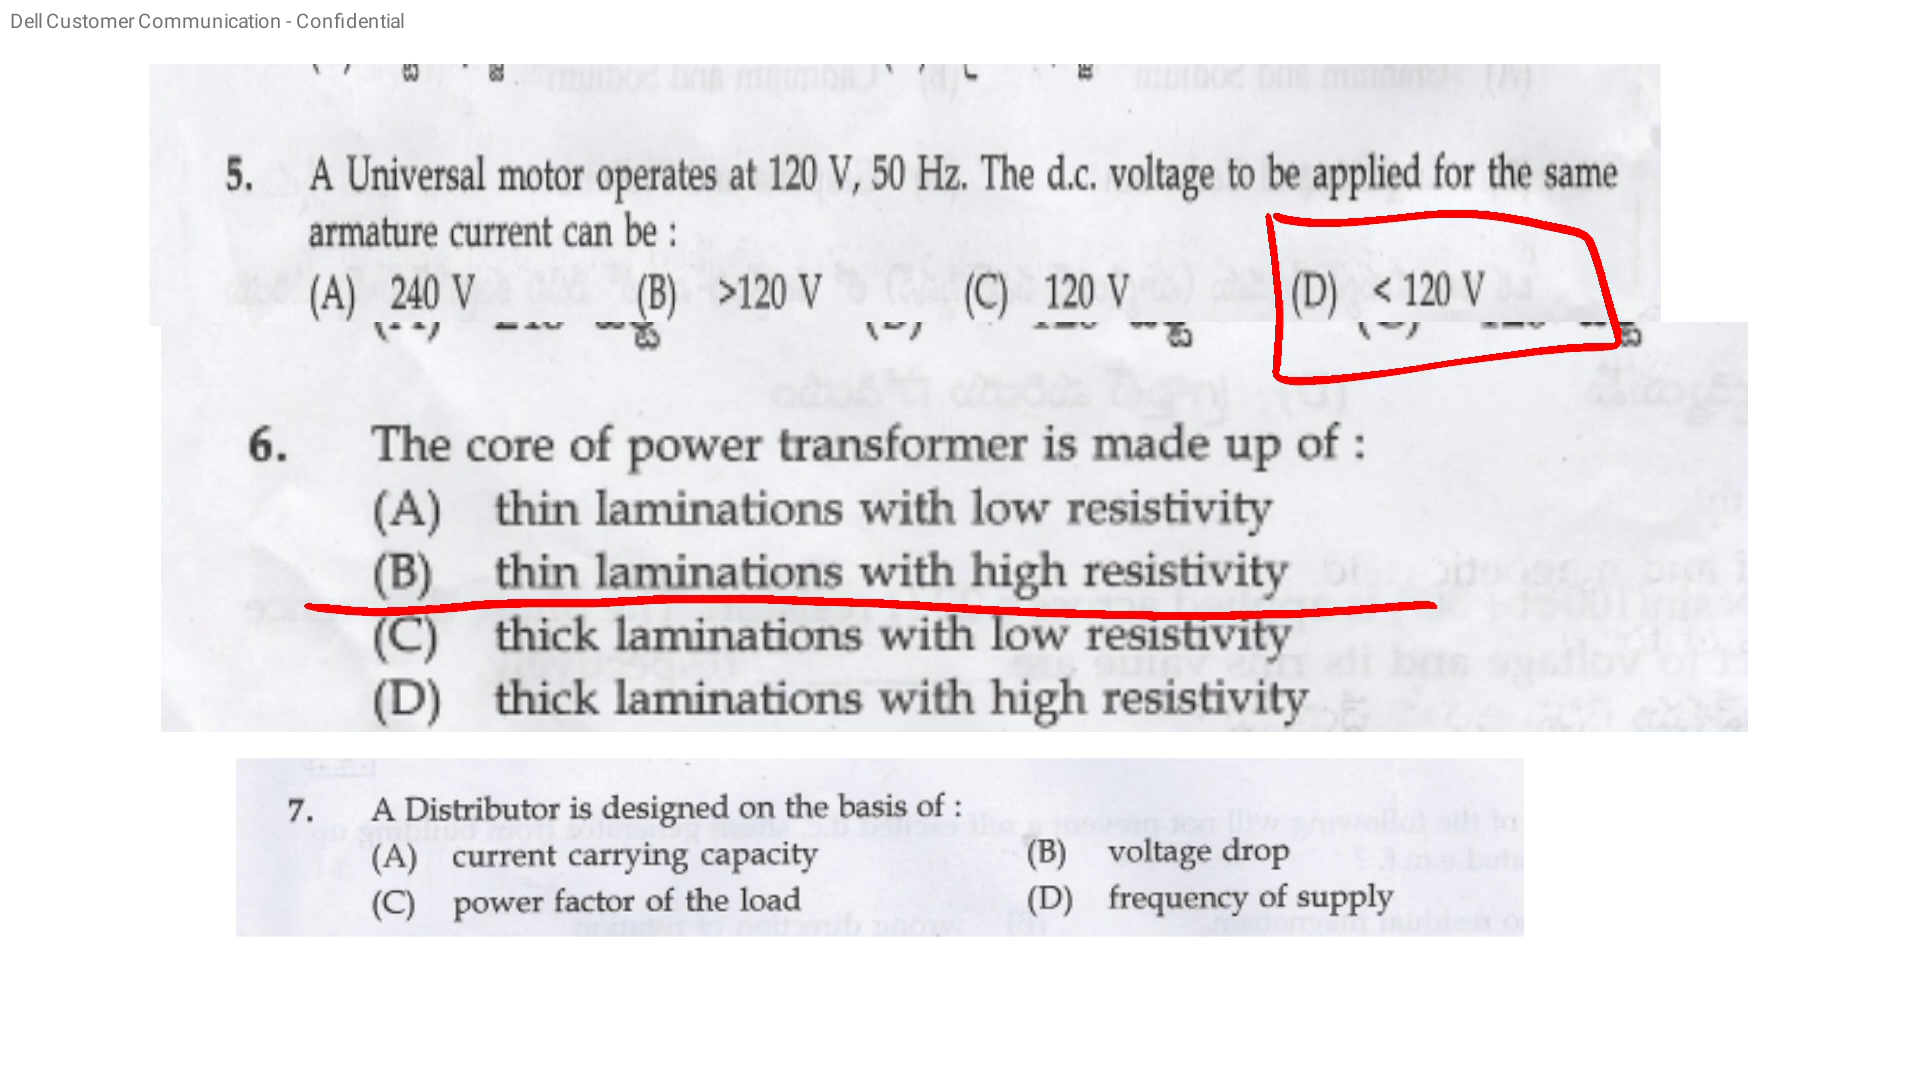 Dell Customer Communication - Confidential
5. A Universal motor operates at 120 V, 50 Hz. The d.c. voltage to be applied for the same
armature current can be :
(A) 240 V (B) >120 V (C) 120 V (D) < 120 V
6. The core of power transformer is made up of :
(A) thin laminations with low resistivity
(B) thin laminations with high resistivity
(C) thick laminations with low resistivity
(D) thick laminations with high resistivity
7. A Distributor is designed on the basis of :
(A) current carrying capacity (B) voltage drop
(C) power factor of the load (D) frequency of supply